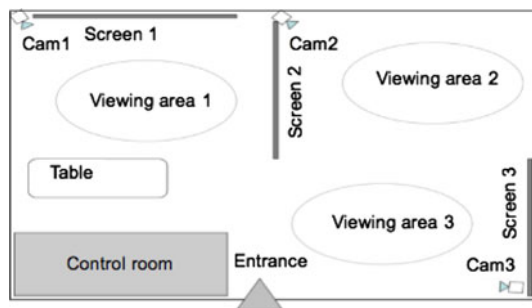 Screen 1
Cam1
Cam2
Viewing area 1
Screen 2
Viewing area 2
Table
Screen 3
Viewing area 3
Control room
Entrance
Cam3